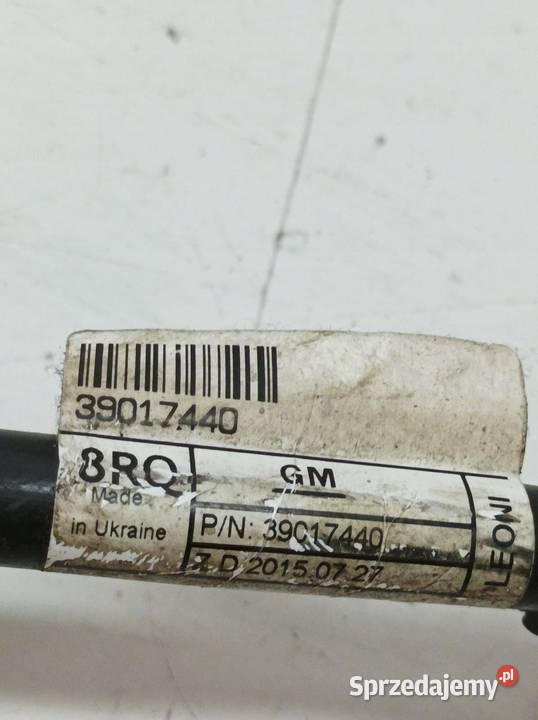 39017440
8RQ
Made
in Ukraine
GM
P/N: 39017440
Z D 2015.07.27
LEONI
Sprzedajemy.pl